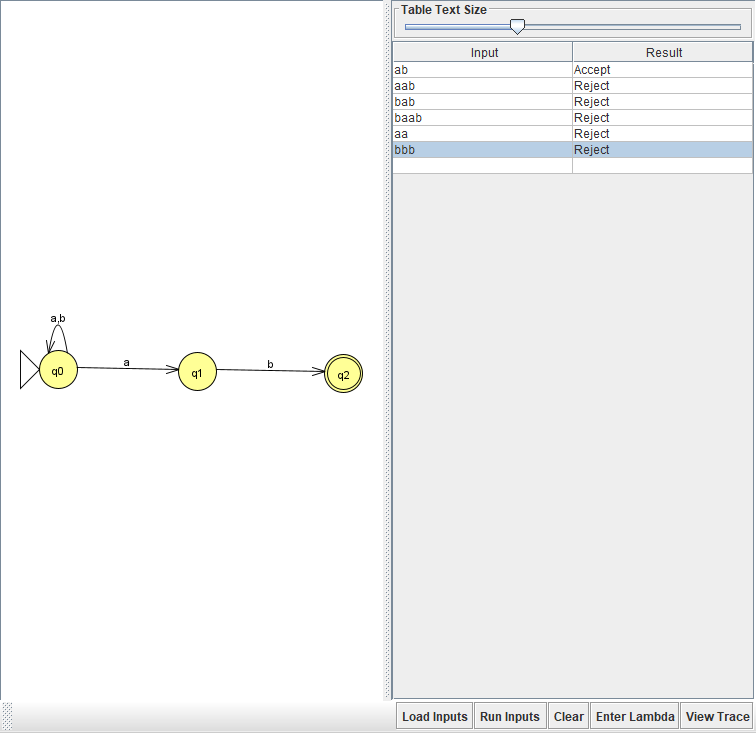 Table Text Size
Input Result
ab Accept
aab Reject
bab Reject
baab Reject
aa Reject
bbb Reject
a,b
q0 a q1 b q2
Load Inputs Run Inputs Clear Enter Lambda View Trace